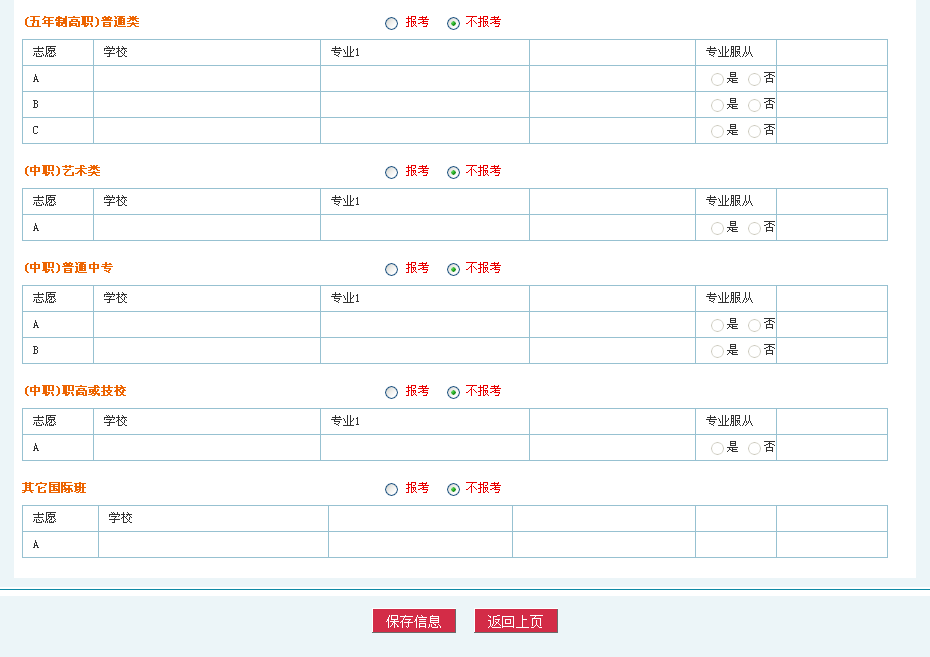 (五年制高职)普通类 报考 不报考
志愿 学校 专业1 专业服从
A 是 否
B 是 否
C 是 否
(中职)艺术类 报考 不报考
志愿 学校 专业1 专业服从
A 是 否
(中职)普通中专 报考 不报考
志愿 学校 专业1 专业服从
A 是 否
B 是 否
(中职)职高或技校 报考 不报考
志愿 学校 专业1 专业服从
A 是 否
其它国际班 报考 不报考
志愿 学校
A
保存信息 返回上页